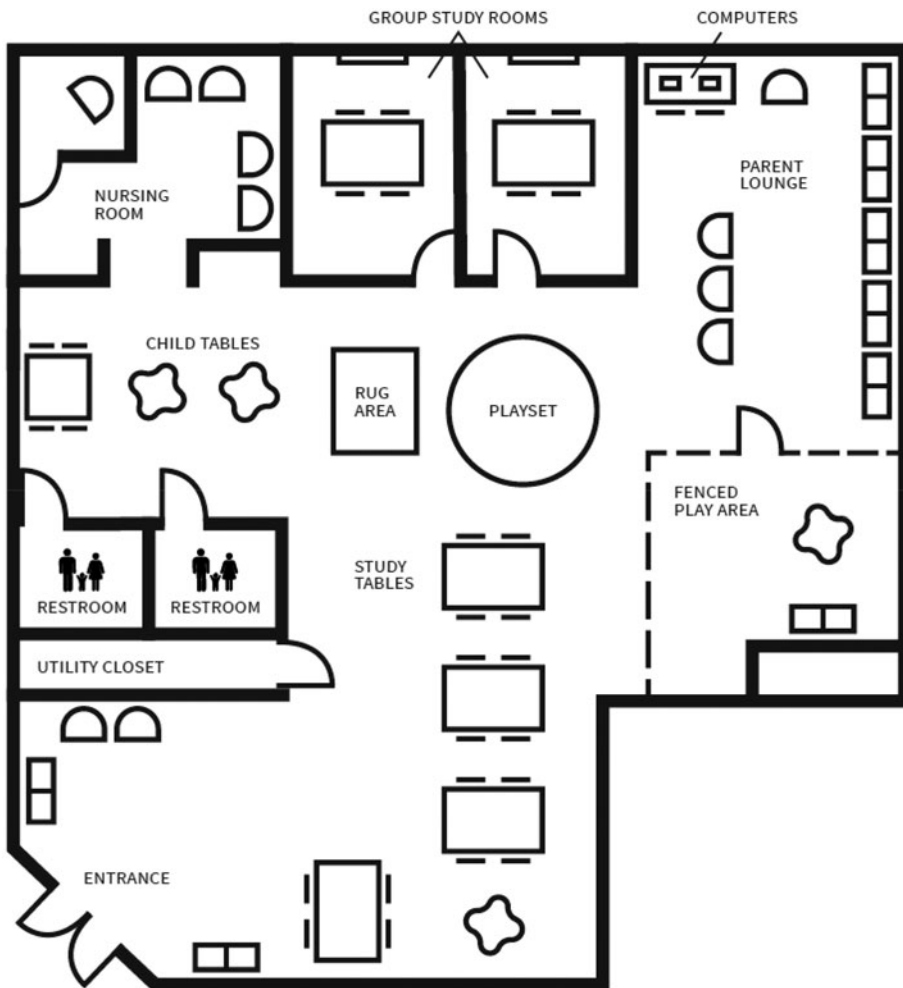 GROUP STUDY ROOMS
COMPUTERS
PARENT
LOUNGE
NURSING
ROOM
CHILD TABLES
RUG
AREA
PLAYSET
FENCED
PLAY AREA
STUDY
TABLES
RESTROOM
RESTROOM
UTILITY CLOSET
ENTRANCE